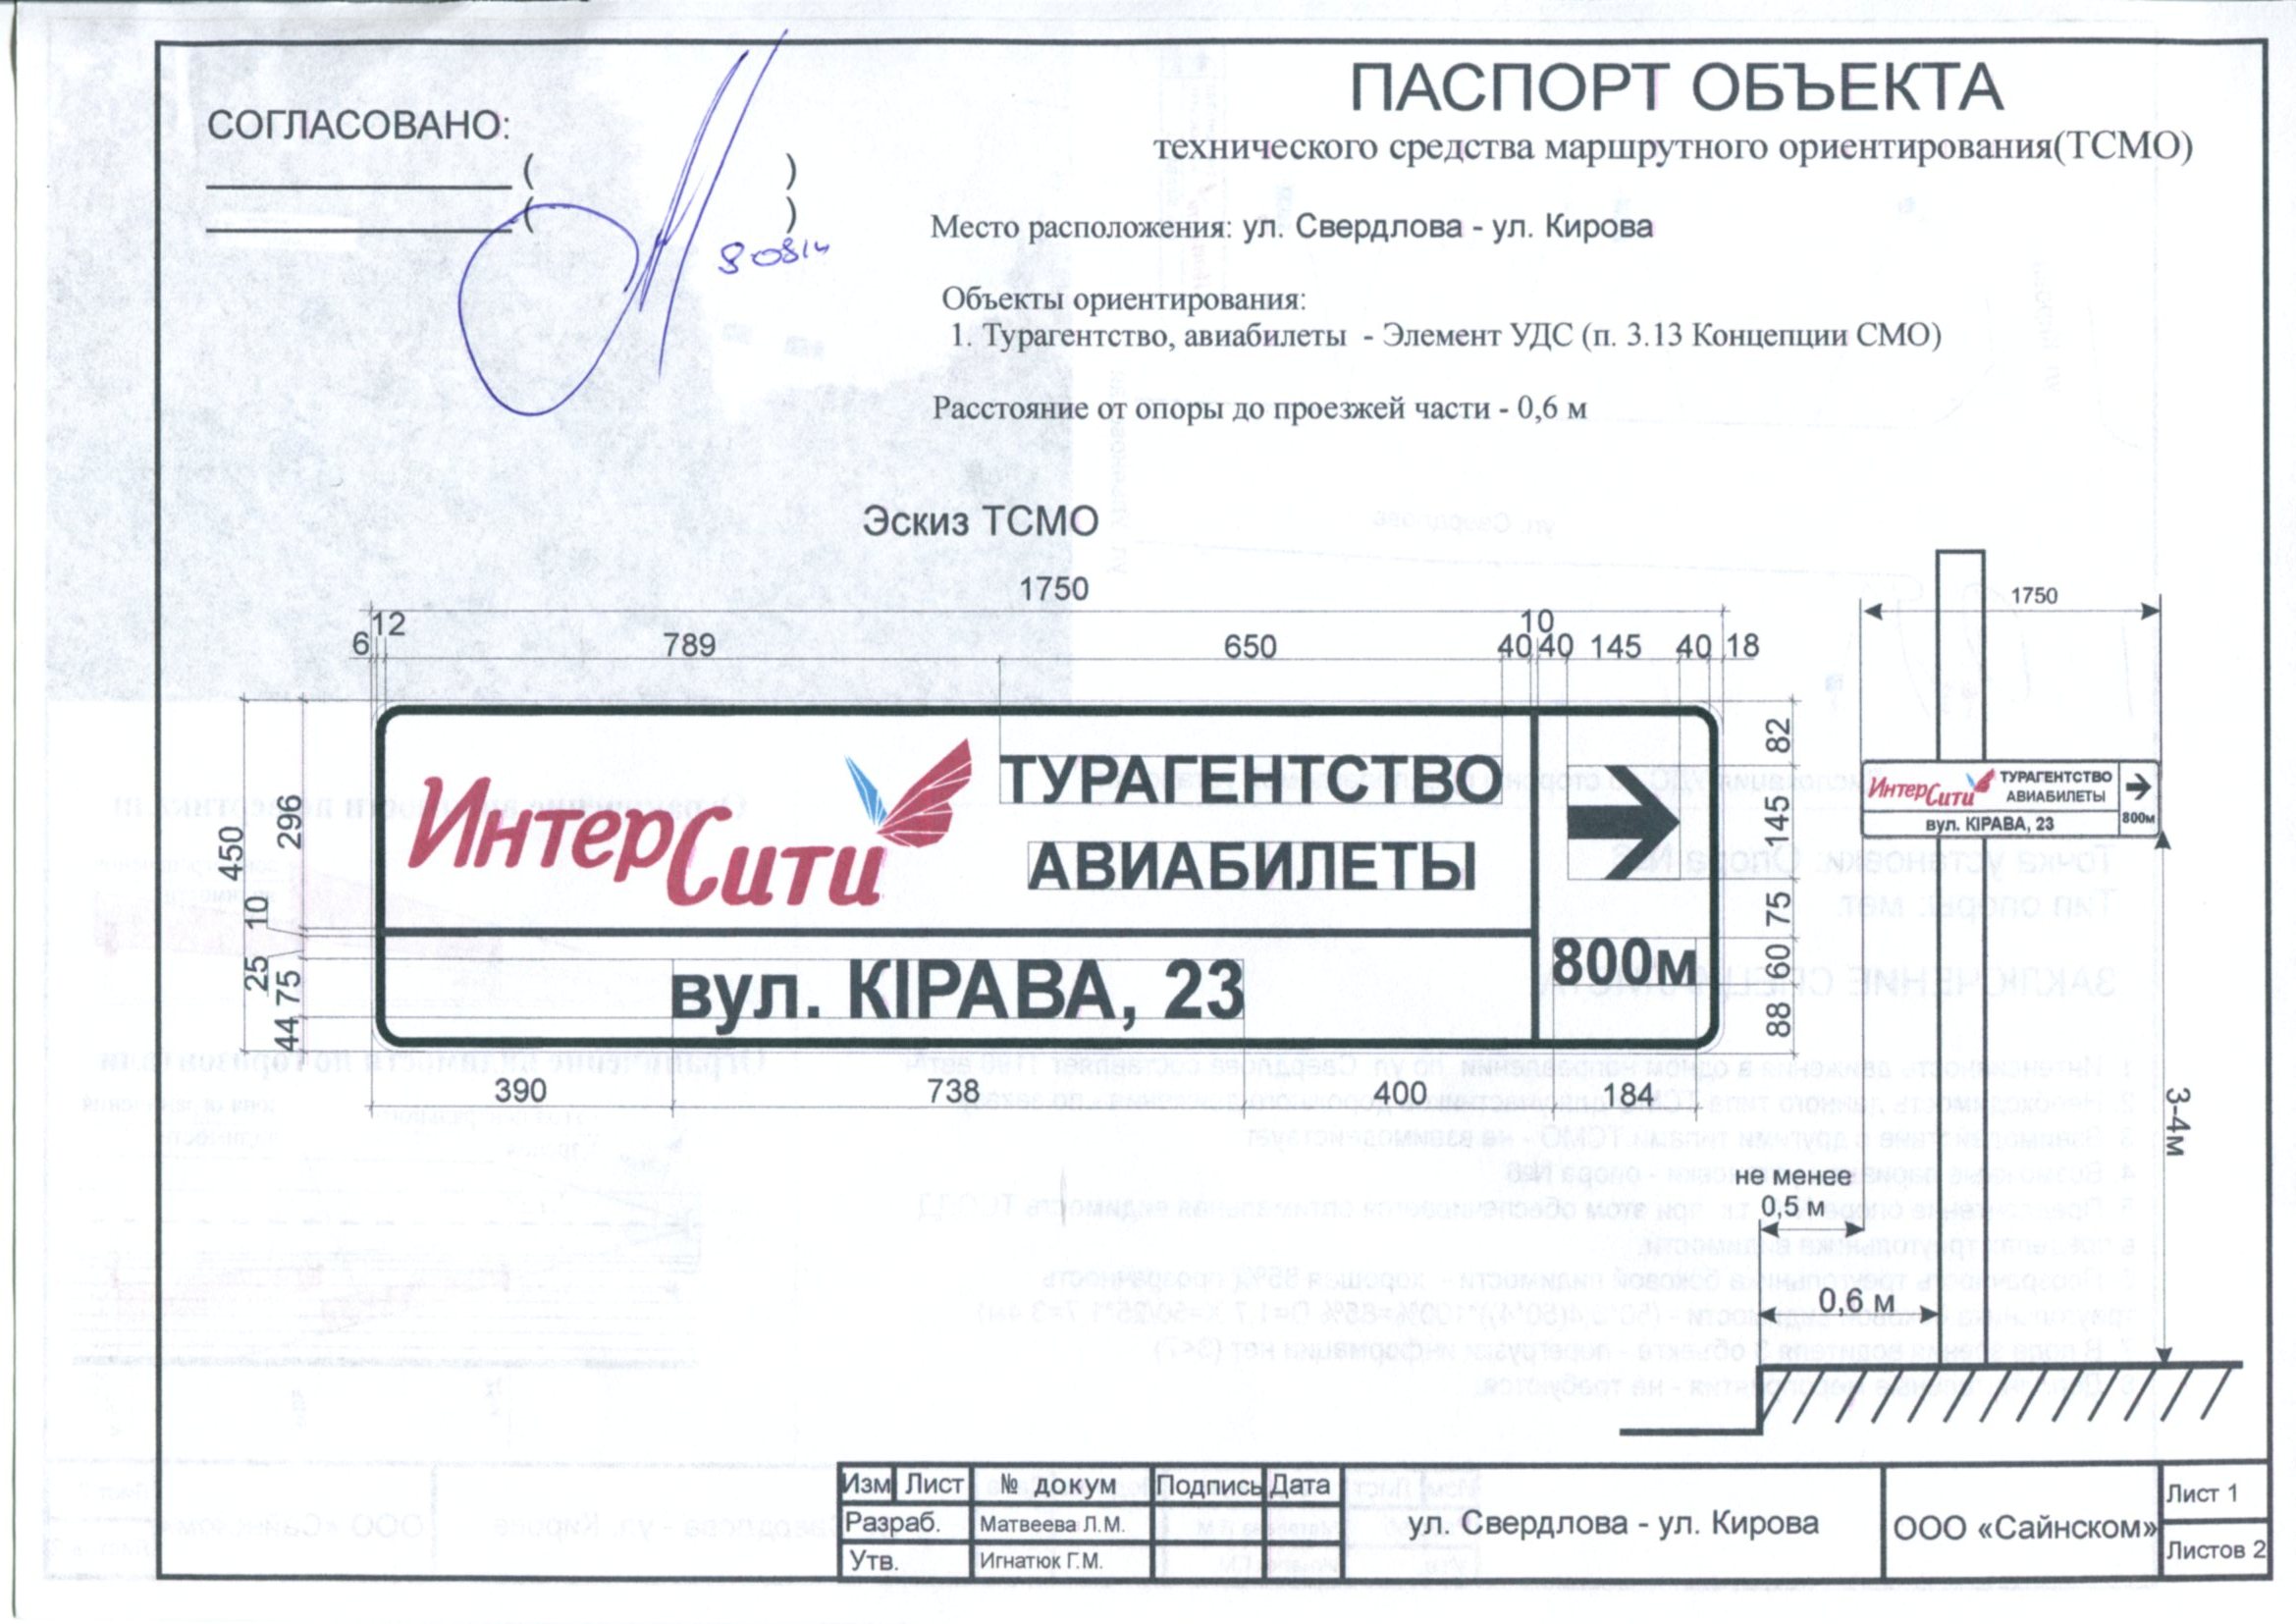 ПАСПОРТ ОБЪЕКТА
технического средства маршрутного ориентирования(ТСМО)
СОГЛАСОВАНО:
( )
( )
80814
Место расположения: ул. Свердлова - ул. Кирова
Объекты ориентирования:
1. Турагентство, авиабилеты - Элемент УДС (п. 3.13 Концепции СМО)
Расстояние от опоры до проезжей части - 0,6 м
Эскиз ТСМО
1750
6 12 789 650 40 10 40 145 40 18
450
296
10
25
75
44
ИнтерСити
ТУРАГЕНТСТВО
АВИАБИЛЕТЫ
вул. КІРАВА, 23
800м
82
145
75
60
88
390 738 400 184
1750
ИнтерСити
ТУРАГЕНТСТВО
АВИАБИЛЕТЫ
вул. КІРАВА, 23
800м
3-4м
не менее
0,5 м
0,6 м
Изм Лист № докум Подпись Дата
Разраб. Матвеева Л.М.
Утв. Игнатюк Г.М.
ул. Свердлова - ул. Кирова
ООО «Сайнском»
Лист 1
Листов 2